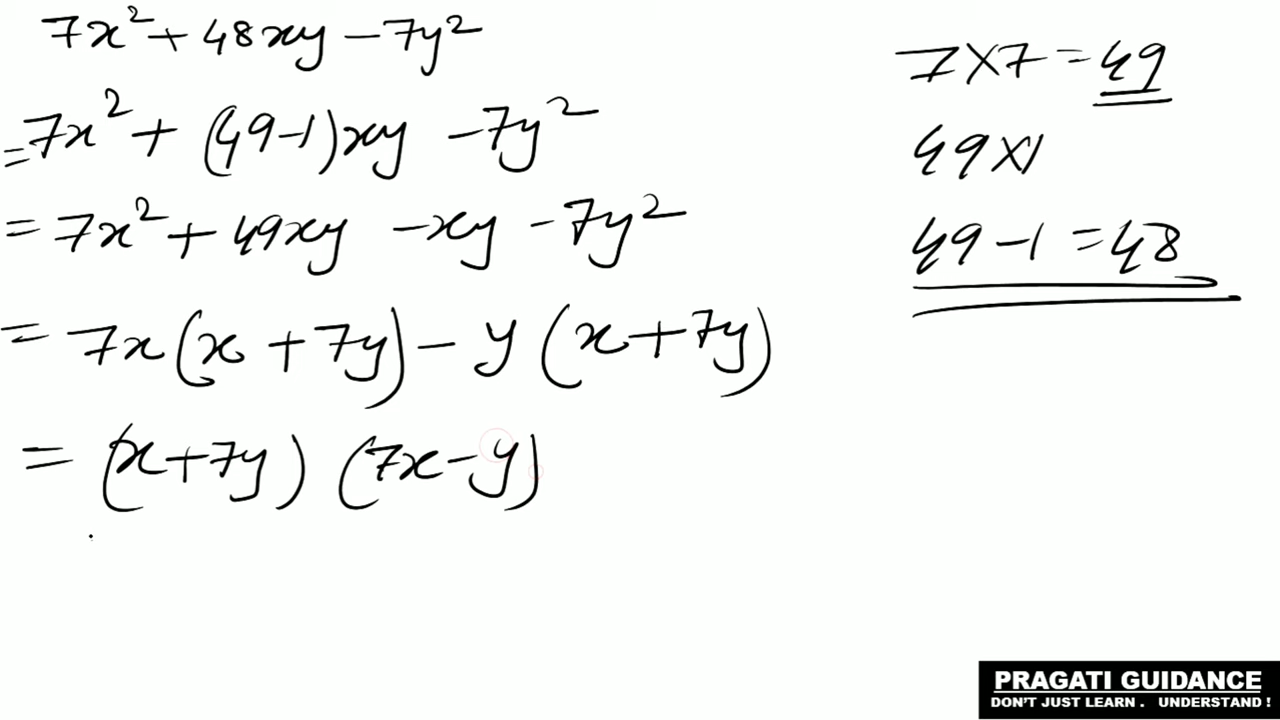 7x² + 48xy - 7y²
= 7x² + (49-1)xy - 7y²
= 7x² + 49xy - xy - 7y²
= 7x(x + 7y) - y(x + 7y)
= (x + 7y) (7x - y)
7×7 = 49
49×1
49 - 1 = 48
PRAGATI GUIDANCE
DON'T JUST LEARN . UNDERSTAND !